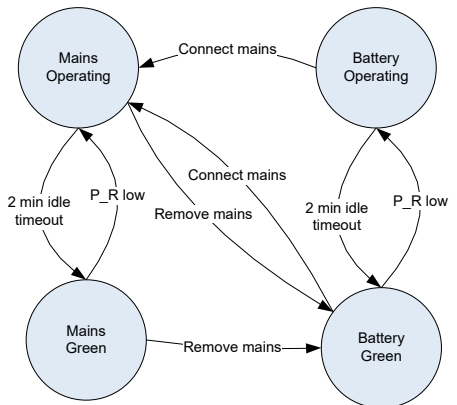 Mains
Operating
Connect mains
Battery
Operating
Connect mains
Remove mains
2 min idle
timeout
P_R low
2 min idle
timeout
P_R low
Mains
Green
Remove mains
Battery
Green